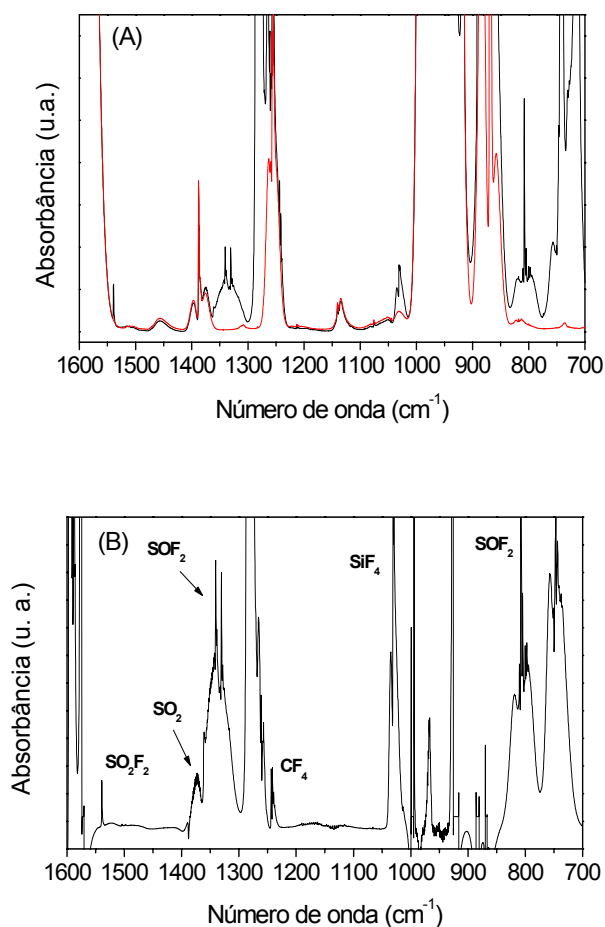 (A)
Absorbância (u.a.)
1600 1500 1400 1300 1200 1100 1000 900 800 700
Número de onda (cm⁻¹)
(B)
SOF₂
SiF₄
SOF₂
SO₂
SO₂F₂
CF₄
Absorbância (u. a.)
1600 1500 1400 1300 1200 1100 1000 900 800 700
Número de onda (cm⁻¹)